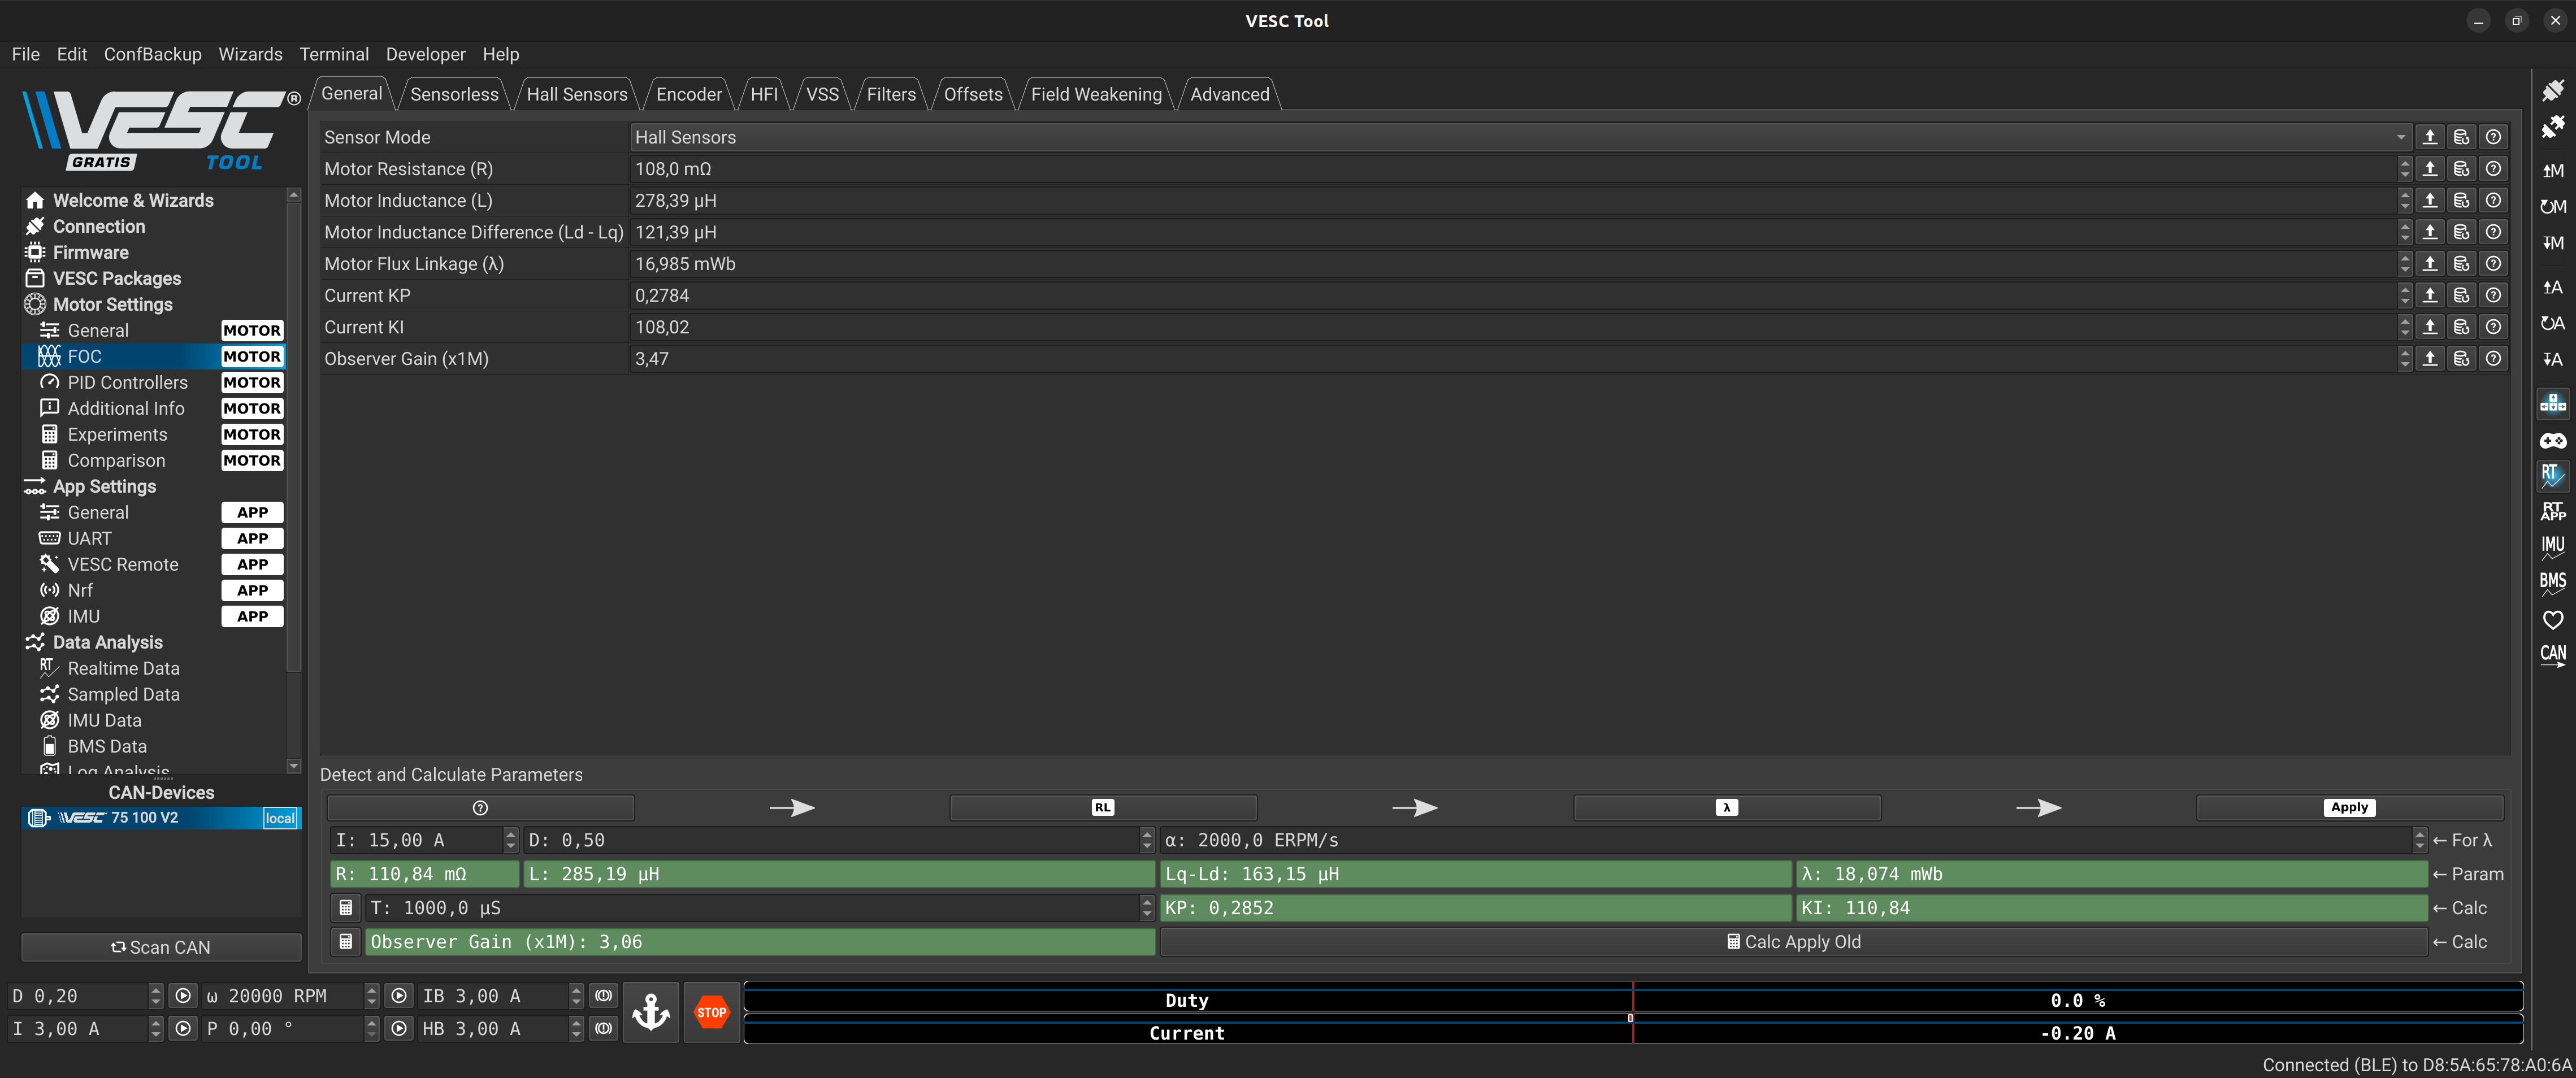 VESC Tool
File Edit ConfBackup Wizards Terminal Developer Help
VESC®
GRATIS TOOL
Welcome & Wizards
Connection
Firmware
VESC Packages
Motor Settings
General MOTOR
FOC MOTOR
PID Controllers MOTOR
Additional Info MOTOR
Experiments MOTOR
Comparison MOTOR
App Settings
General APP
UART APP
VESC Remote APP
Nrf APP
IMU APP
Data Analysis
RT Realtime Data
Sampled Data
IMU Data
BMS Data
Log Analysis
CAN-Devices
VESC 75 100 V2 local
Scan CAN
General Sensorless Hall Sensors Encoder HFI VSS Filters Offsets Field Weakening Advanced
Sensor Mode Hall Sensors
Motor Resistance (R) 108,0 mΩ
Motor Inductance (L) 278,39 µH
Motor Inductance Difference (Ld - Lq) 121,39 µH
Motor Flux Linkage (λ) 16,985 mWb
Current KP 0,2784
Current KI 108,02
Observer Gain (x1M) 3,47
Detect and Calculate Parameters
RL λ Apply
I: 15,00 A D: 0,50 α: 2000,0 ERPM/s ← For λ
R: 110,84 mΩ L: 285,19 µH Lq-Ld: 163,15 µH λ: 18,074 mWb ← Param
T: 1000,0 µS KP: 0,2852 KI: 110,84 ← Calc
Observer Gain (x1M): 3,06 Calc Apply Old ← Calc
D 0,20 ω 20000 RPM IB 3,00 A
I 3,00 A P 0,00 ° HB 3,00 A
STOP
Duty 0.0 %
Current -0.20 A
M
M
M
A
A
A
RT
RT APP
IMU
BMS
CAN
Connected (BLE) to D8:5A:65:78:A0:6A